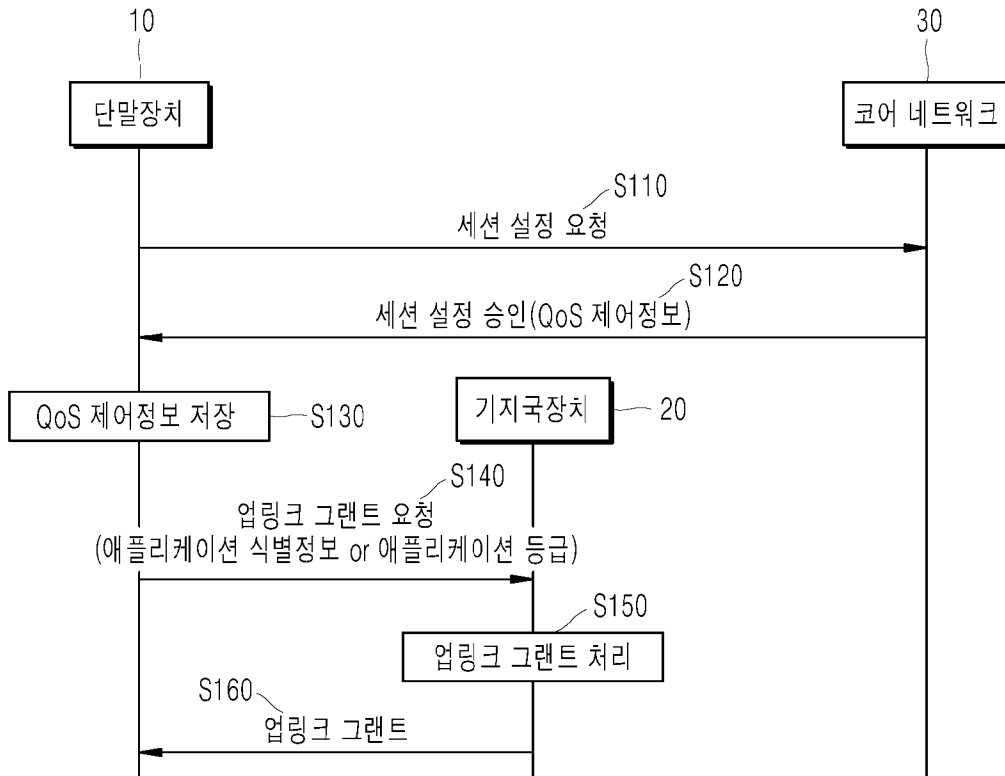 10
30
단말장치
코어 네트워크
S110
세션 설정 요청
S120
세션 설정 승인(QoS 제어정보)
QoS 제어정보 저장
S130
기지국장치
20
S140
업링크 그랜트 요청
(애플리케이션 식별정보 or 애플리케이션 등급)
S150
업링크 그랜트 처리
S160
업링크 그랜트